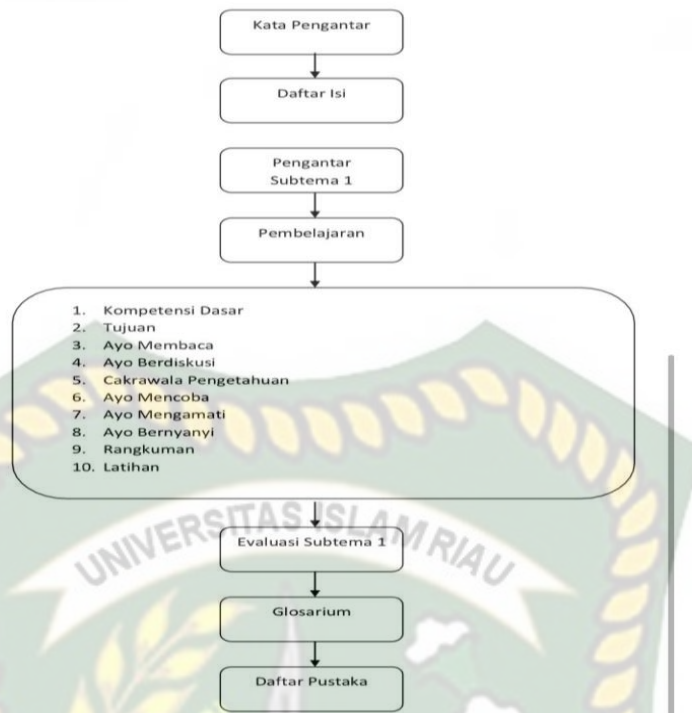 Kata Pengantar
Daftar Isi
Pengantar
Subtema 1
Pembelajaran
1. Kompetensi Dasar
2. Tujuan
3. Ayo Membaca
4. Ayo Berdiskusi
5. Cakrawala Pengetahuan
6. Ayo Mencoba
7. Ayo Mengamati
8. Ayo Bernyanyi
9. Rangkuman
10. Latihan
UNIVERSITAS ISLAM RIAU
Evaluasi Subtema 1
Glosarium
Daftar Pustaka